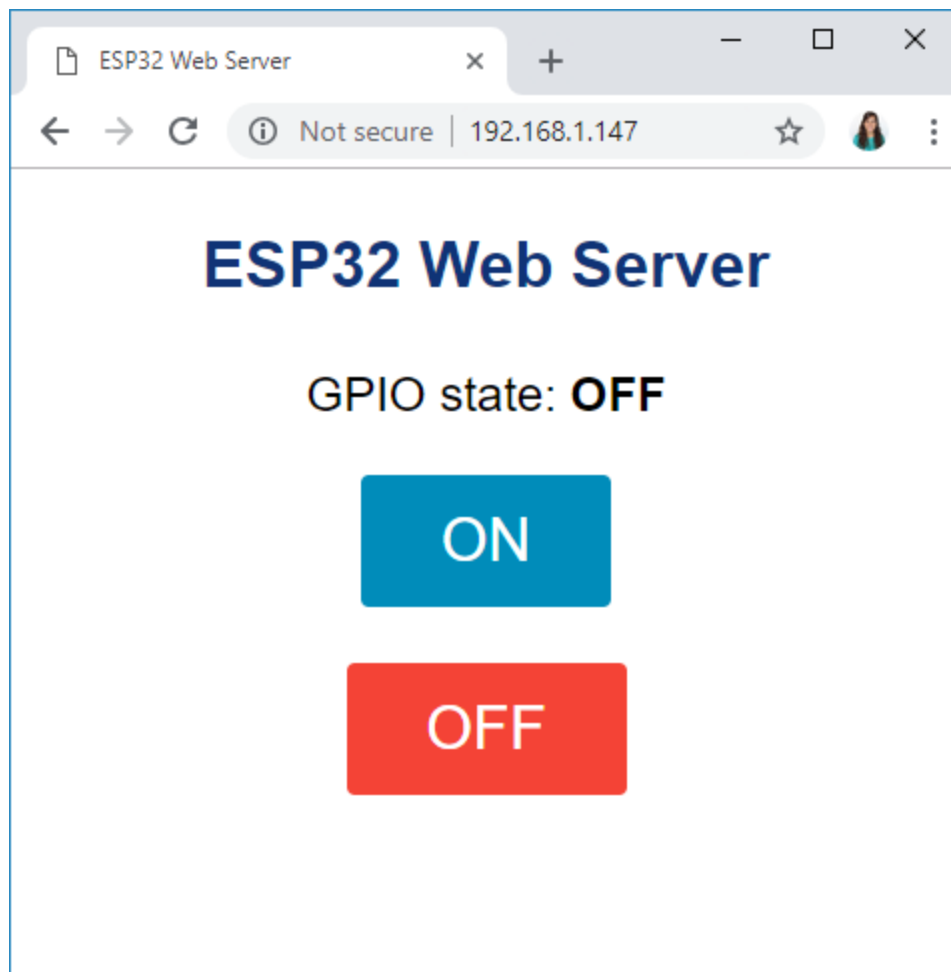 ESP32 Web Server
Not secure | 192.168.1.147
ESP32 Web Server
GPIO state: OFF
ON
OFF